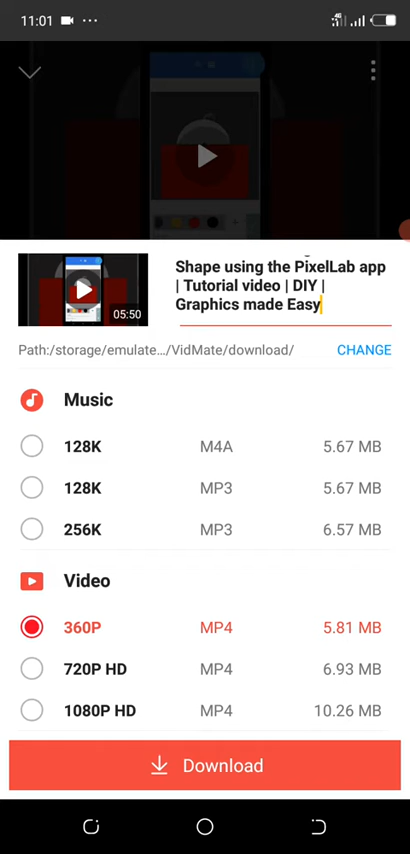 11:01
05:50
Shape using the PixelLab app
| Tutorial video | DIY |
Graphics made Easy
Path:/storage/emulate.../VidMate/download/ CHANGE
Music
128K M4A 5.67 MB
128K MP3 5.67 MB
256K MP3 6.57 MB
Video
360P MP4 5.81 MB
720P HD MP4 6.93 MB
1080P HD MP4 10.26 MB
Download